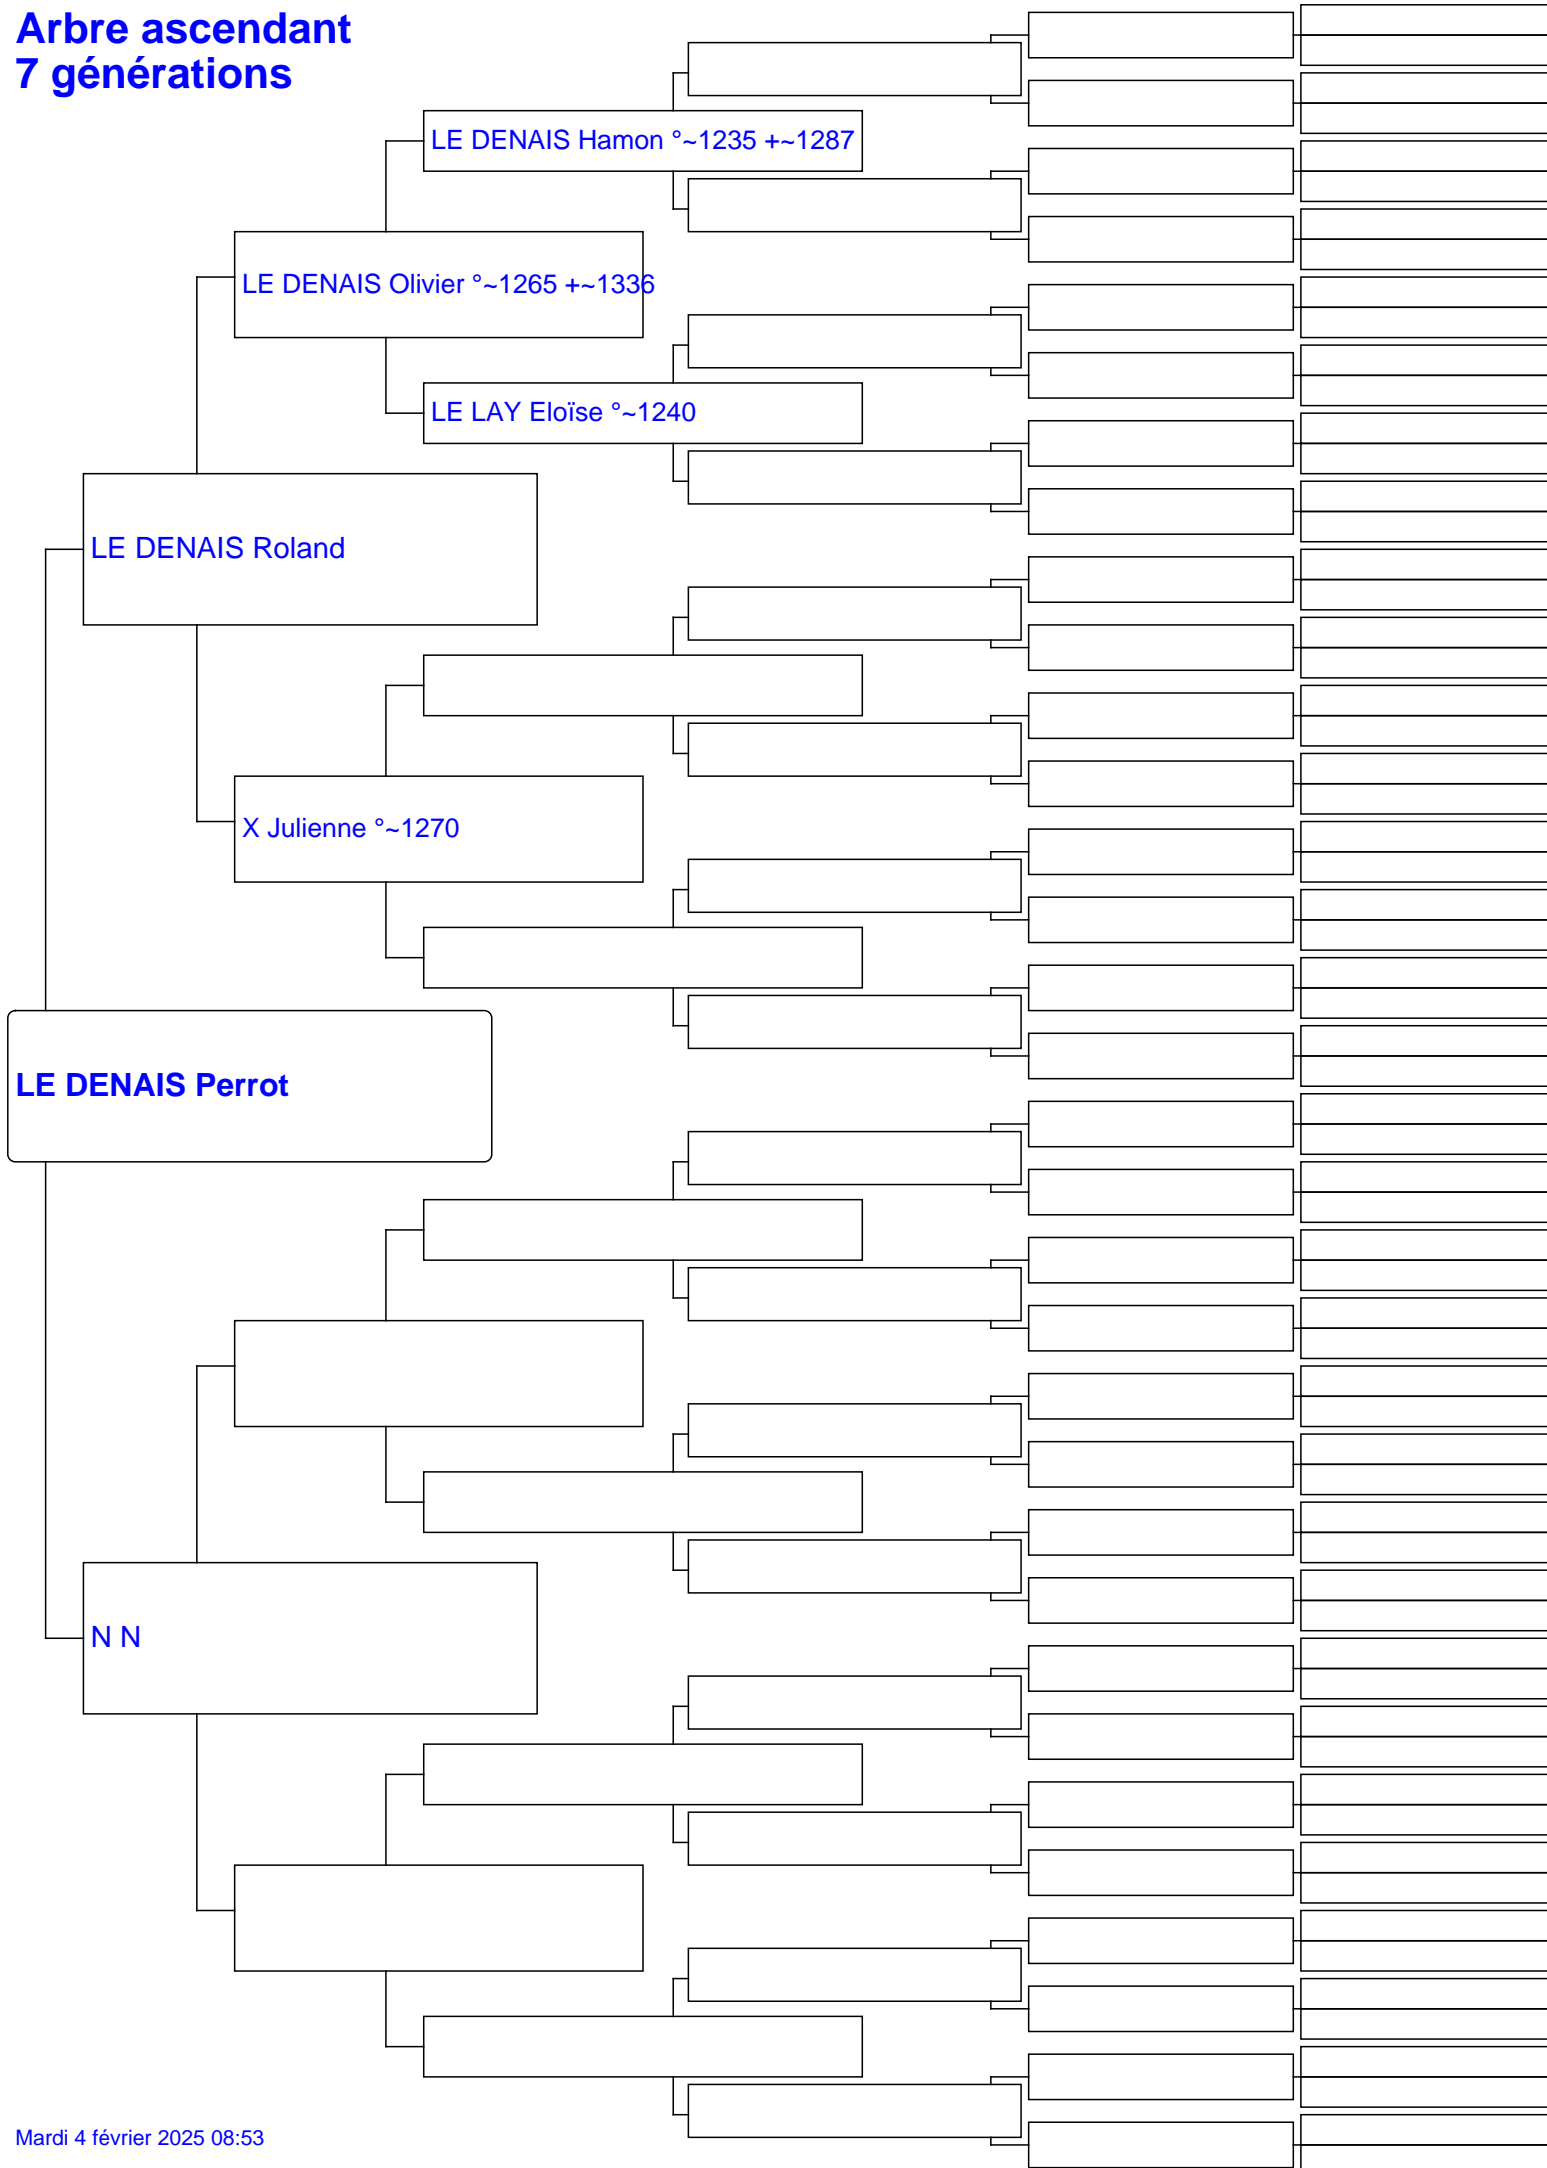 Arbre ascendant
7 générations
LE DENAIS Hamon °~1235 +~1287
LE DENAIS Olivier °~1265 +~1336
LE LAY Eloïse °~1240
LE DENAIS Roland
X Julienne °~1270
LE DENAIS Perrot
N N
Mardi 4 février 2025 08:53